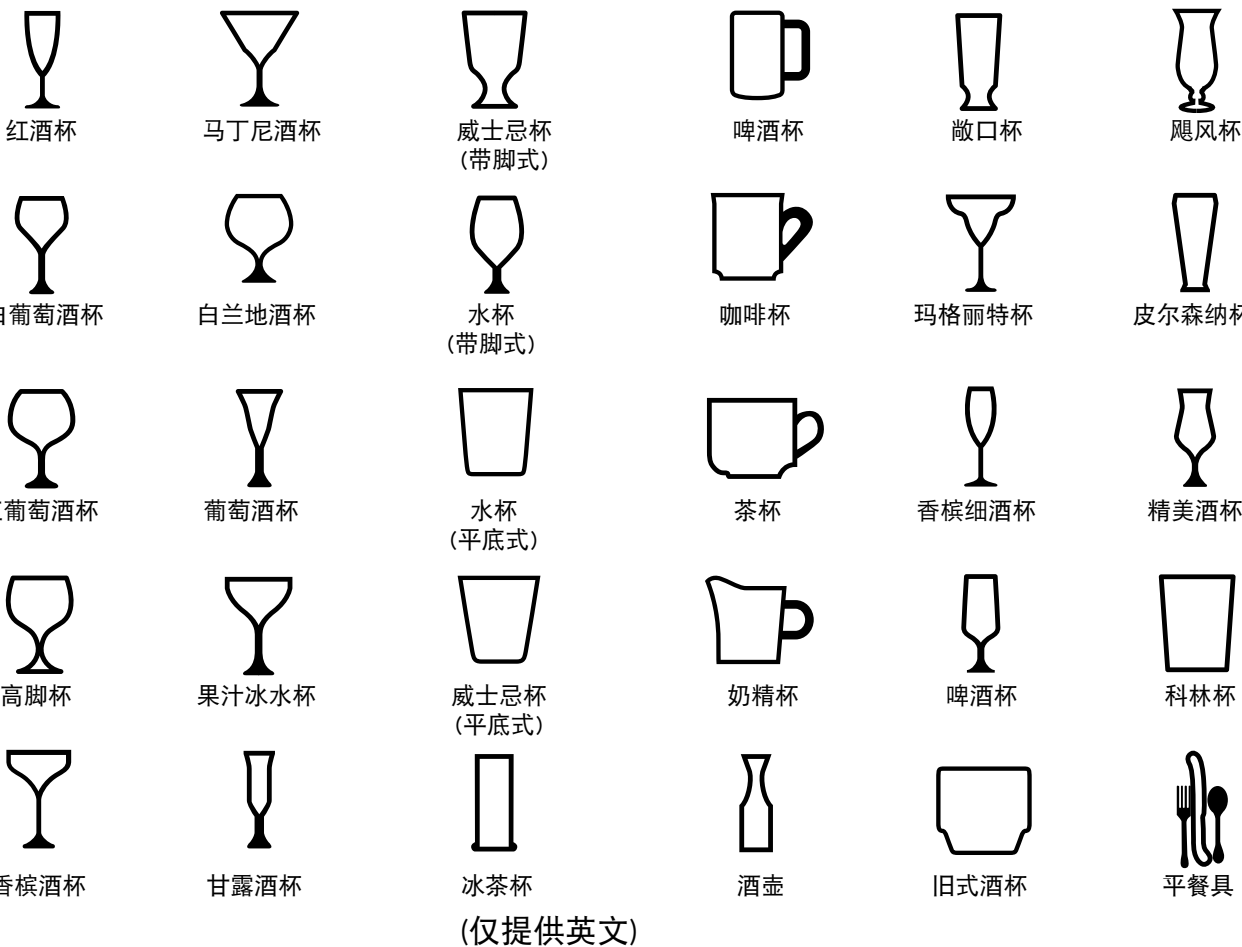 红酒杯 马丁尼酒杯 威士忌杯 啤酒杯 敞口杯 飓风杯
(带脚式)
白葡萄酒杯 白兰地酒杯 水杯 咖啡杯 玛格丽特杯 皮尔森纳杯
(带脚式)
葡萄酒杯 葡萄酒杯 水杯 茶杯 香槟细酒杯 精美酒杯
(平底式)
高脚杯 果汁冰水杯 威士忌杯 奶精杯 啤酒杯 科林杯
(平底式)
香槟酒杯 甘露酒杯 冰茶杯 酒壶 旧式酒杯 平餐具
(仅提供英文)